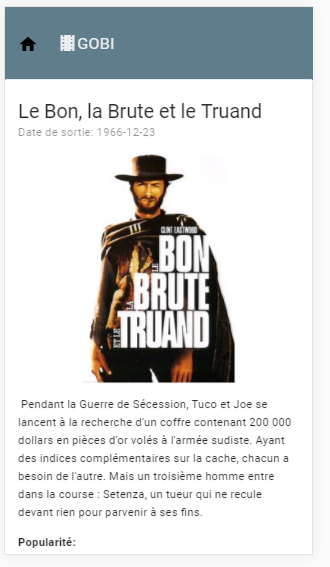 GOBI
Le Bon, la Brute et le Truand
Date de sortie: 1966-12-23
CLINT EASTWOOD
LE BON
LA BRUTE
ET LE TRUAND
Pendant la Guerre de Sécession, Tuco et Joe se
lancent à la recherche d'un coffre contenant 200 000
dollars en pièces d'or volés à l'armée sudiste. Ayant
des indices complémentaires sur la cache, chacun a
besoin de l'autre. Mais un troisième homme entre
dans la course : Setenza, un tueur qui ne recule
devant rien pour parvenir à ses fins.
Popularité: